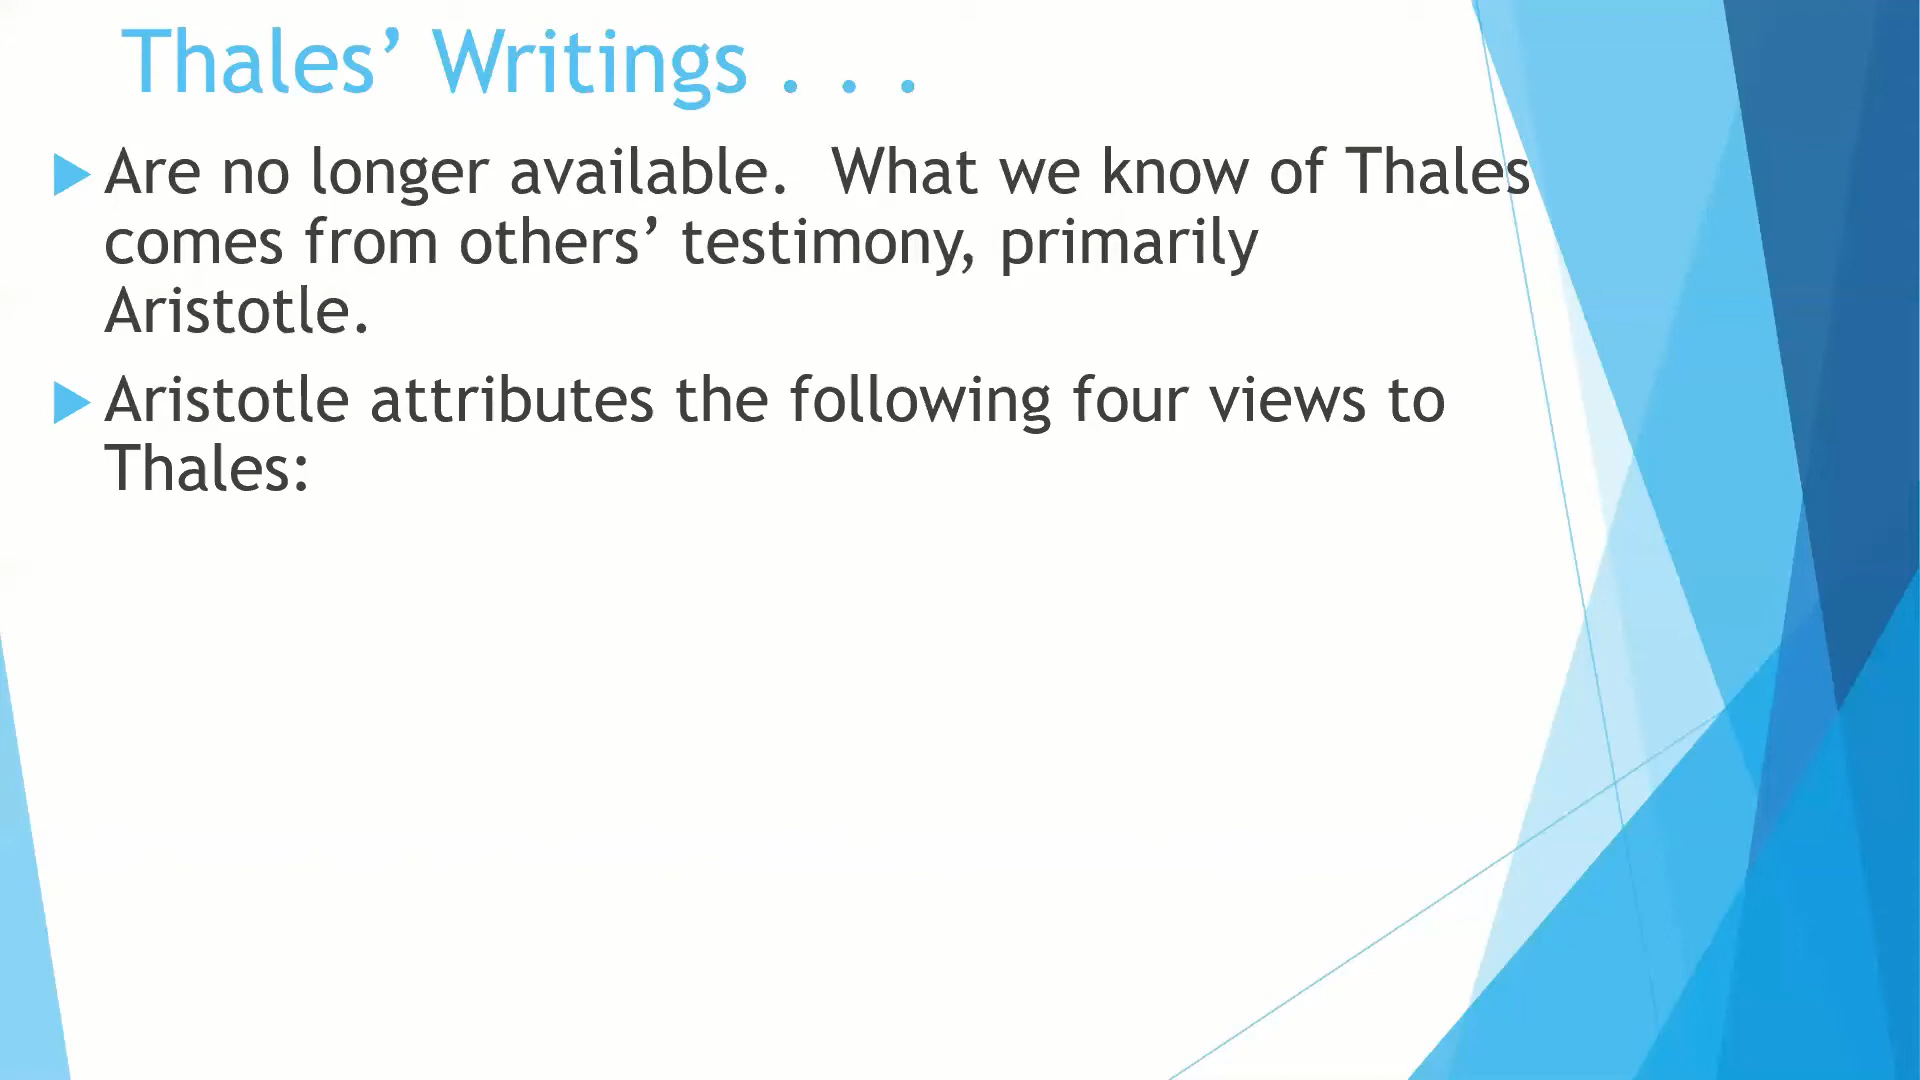 Thales’ Writings . . .
Are no longer available.  What we know of Thales
comes from others’ testimony, primarily
Aristotle.
Aristotle attributes the following four views to
Thales: